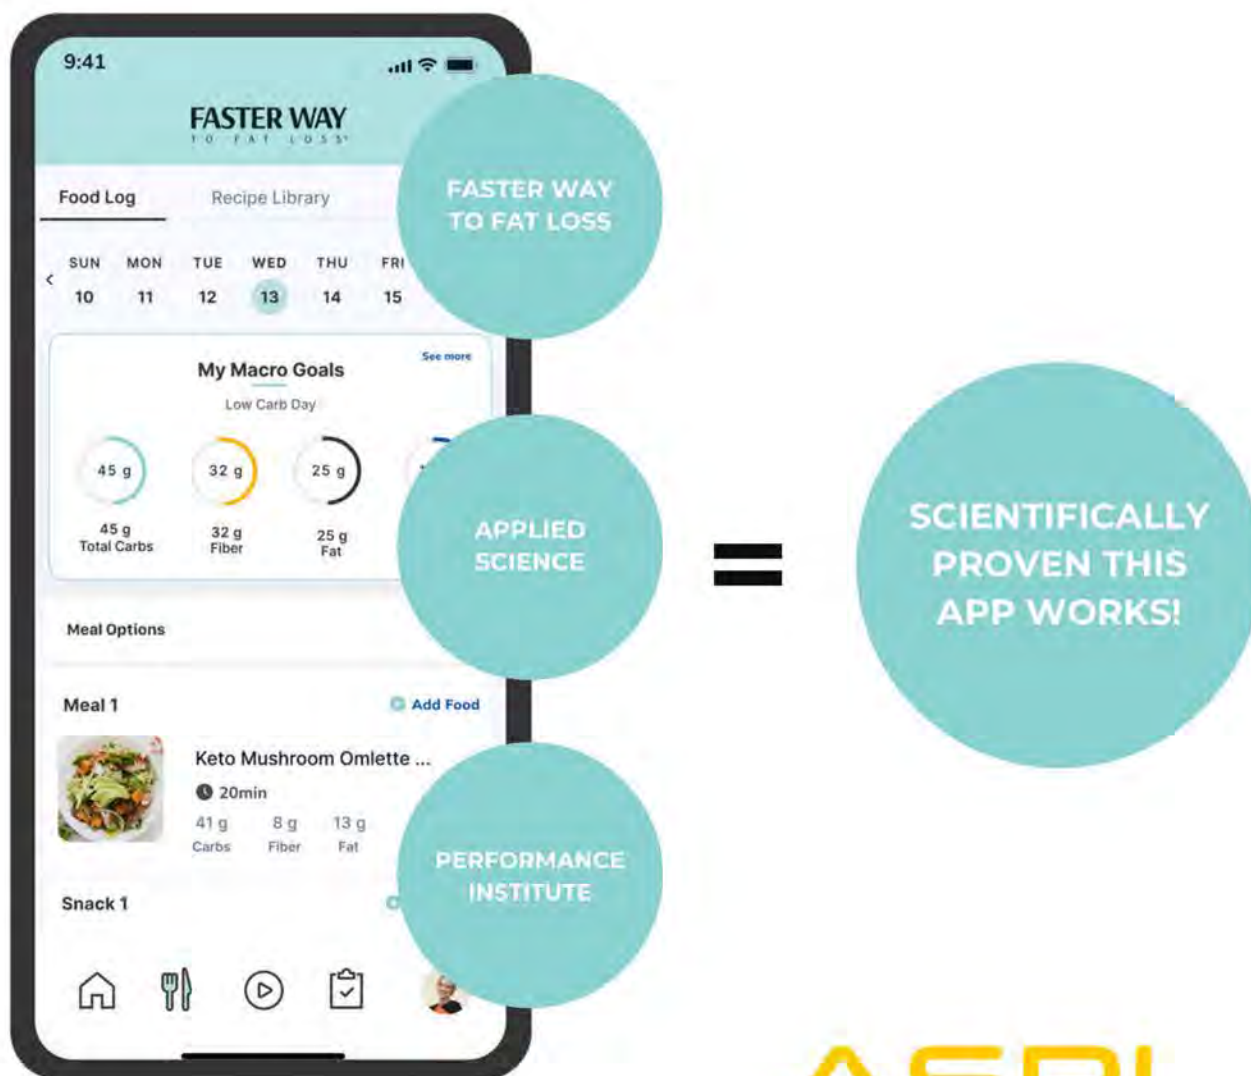 9:41
FASTER WAY
TO FAT LOSS
Food Log Recipe Library
SUN MON TUE WED THU FRI
10 11 12 13 14 15
My Macro Goals
See more
Low Carb Day
45 g 32 g 25 g
45 g 32 g 25 g
Total Carbs Fiber Fat
Meal Options
Meal 1 Add Food
Keto Mushroom Omlette ...
20min
41 g 8 g 13 g
Carbs Fiber Fat
Snack 1
FASTER WAY
TO FAT LOSS
APPLIED
SCIENCE
PERFORMANCE
INSTITUTE
=
SCIENTIFICALLY
PROVEN THIS
APP WORKS!